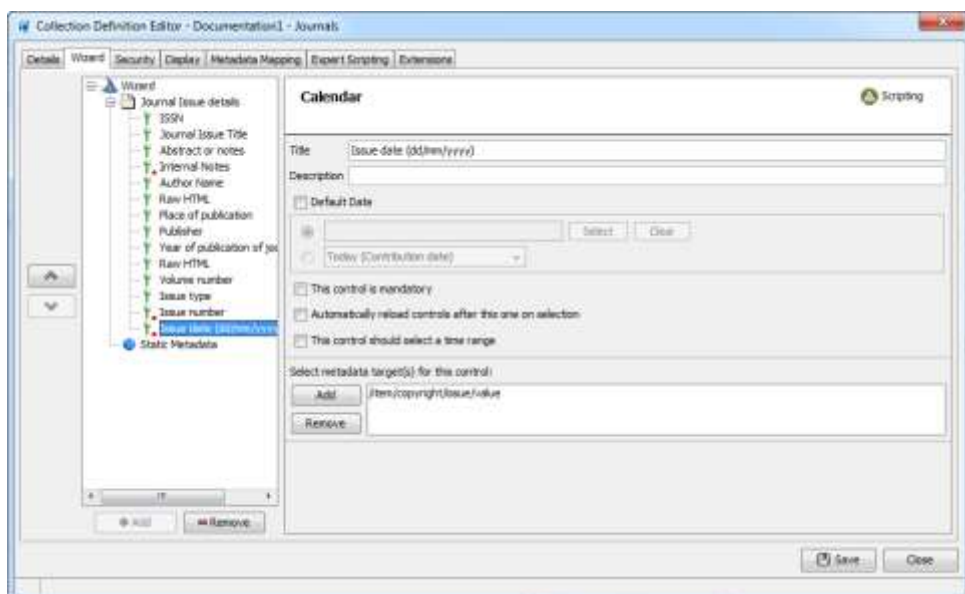 Collection Definition Editor - Documentation1 - Journals
Details Wizard Security Display Metadata Mapping Expert Scripting Extensions
Wizard
Journal Issue details
ISSN
Journal Issue Title
Abstract or notes
Internal Notes
Author Name
Raw HTML
Place of publication
Publisher
Year of publication of jou
Raw HTML
Volume number
Issue type
Issue number
Issue date (dd/mm/yyyy
Static Metadata
Add Remove
Calendar
Scripting
Title Issue date (dd/mm/yyyy)
Description
Default Date
Select Clear
Today (Contribution date)
This control is mandatory
Automatically reload controls after this one on selection
This control should select a time range
Select metadata target(s) for this control:
Add /item/copyright/issue/value
Remove
Save Close